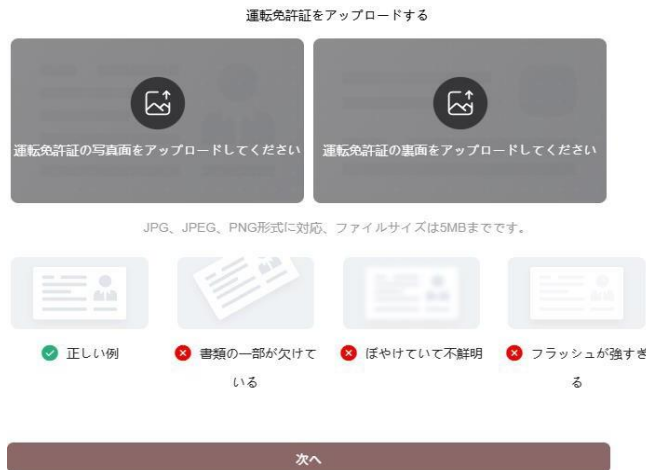 運転免許証をアップロードする
運転免許証の写真面をアップロードしてください
運転免許証の裏面をアップロードしてください
JPG、JPEG、PNG形式に対応、ファイルサイズは5MBまでです。
正しい例
書類の一部が欠けて
いる
ぼやけていて不鮮明
フラッシュが強すぎ
る
次へ